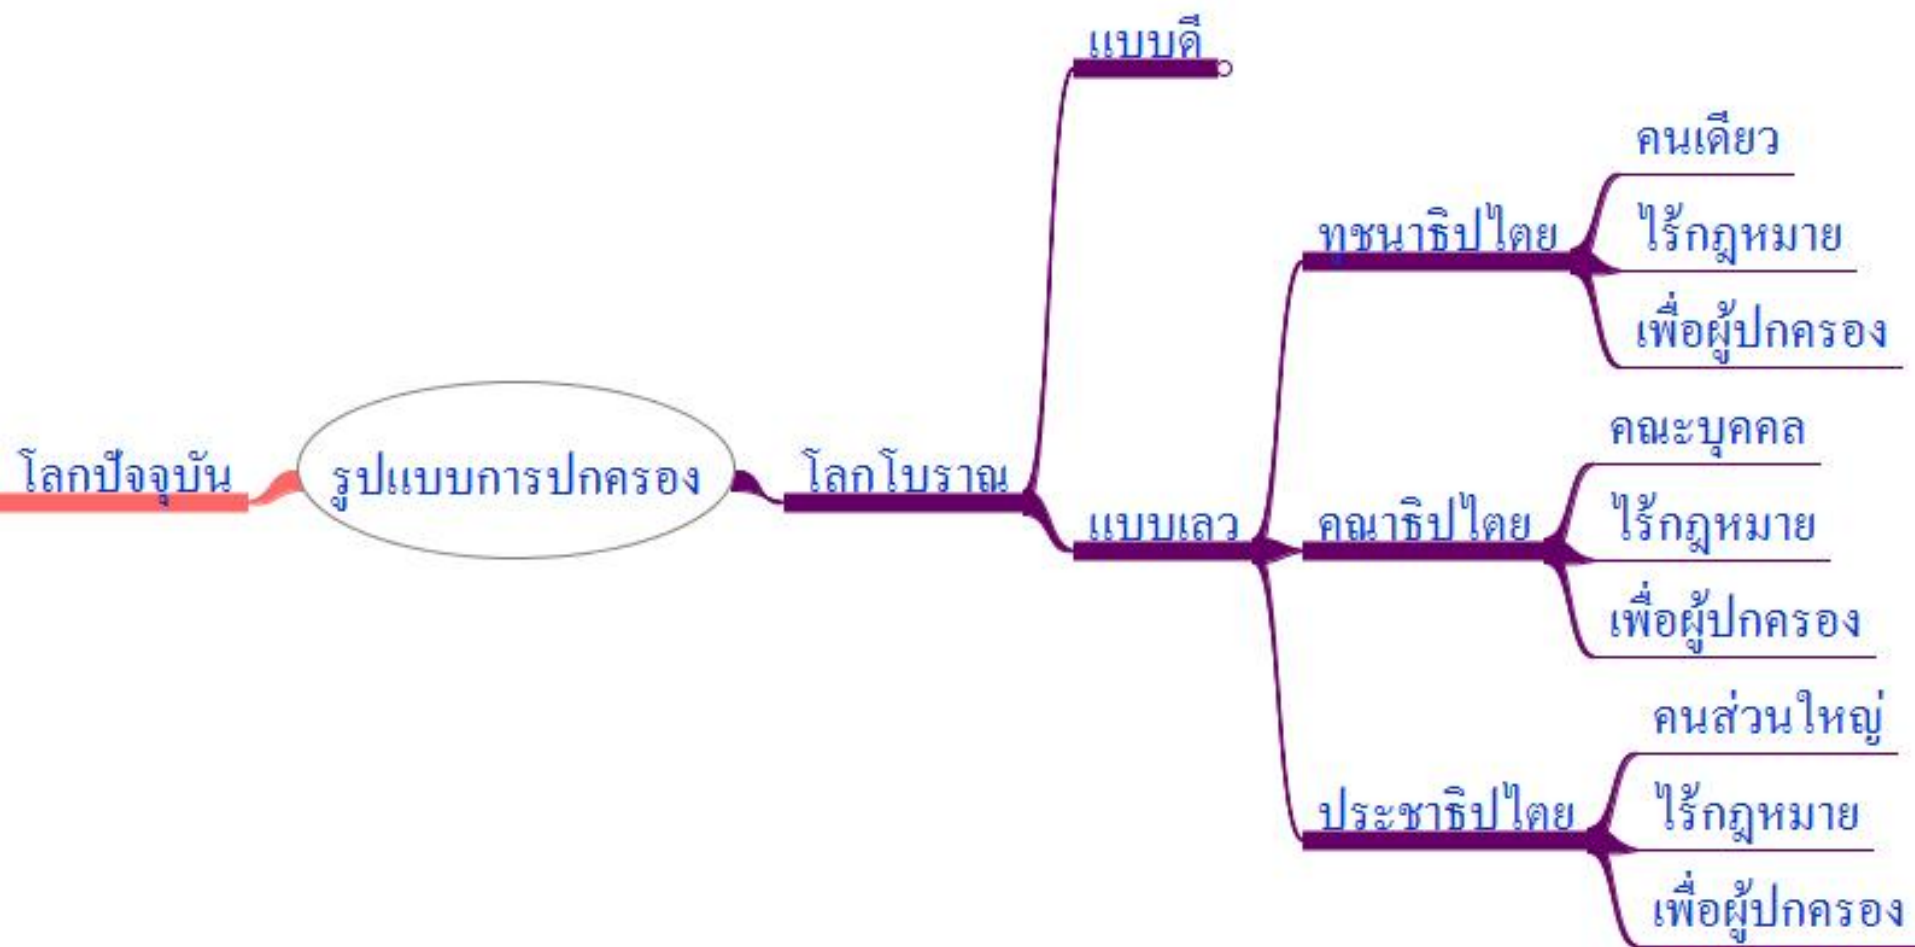 แบบดี
คนเดียว
ไร้กฎหมาย
ทุชนาธิปไตย
เพื่อผู้ปกครอง
คณะบุคคล
โลกปัจจุบัน
รูปแบบการปกครอง
โลกโบราณ
แบบเลว
คณาธิปไตย
ไร้กฎหมาย
เพื่อผู้ปกครอง
คนส่วนใหญ่
ประชาธิปไตย
ไร้กฎหมาย
เพื่อผู้ปกครอง